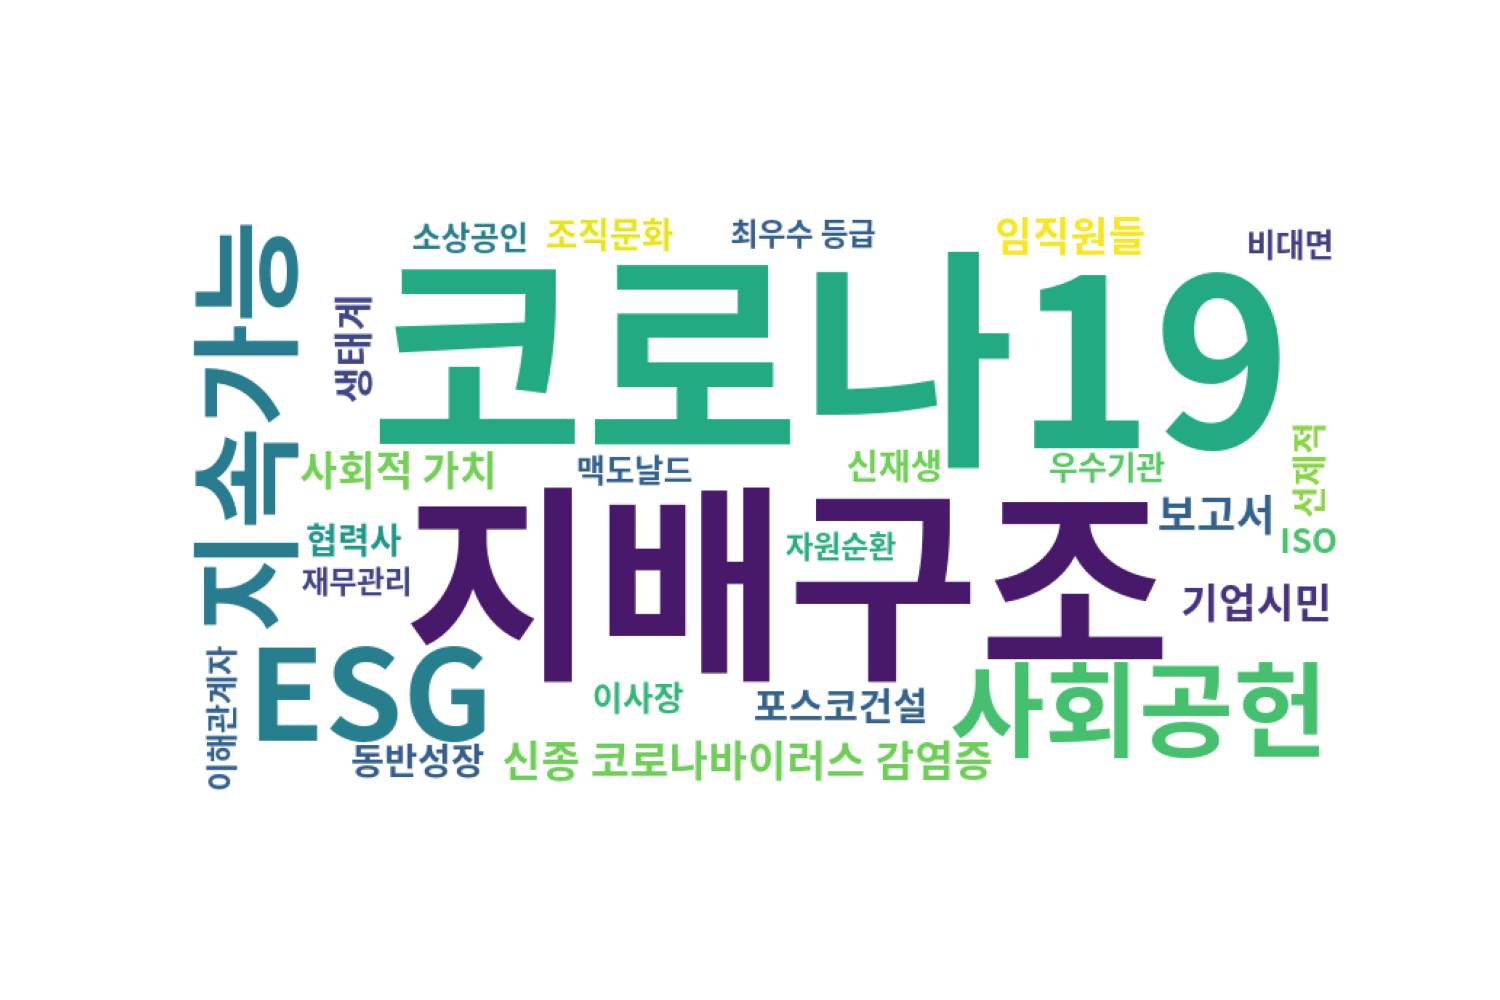 소상공인
조직문화
최우수 등급
임직원들
비대면
지속가능
생태계
코로나19
사회적 가치
맥도날드
신재생
우수기관
선제적
지배구조
보고서
협력사
자원순환
ISO
재무관리
기업시민
이해관계자
ESG
이사장
포스코건설
사회공헌
동반성장
신종 코로나바이러스 감염증